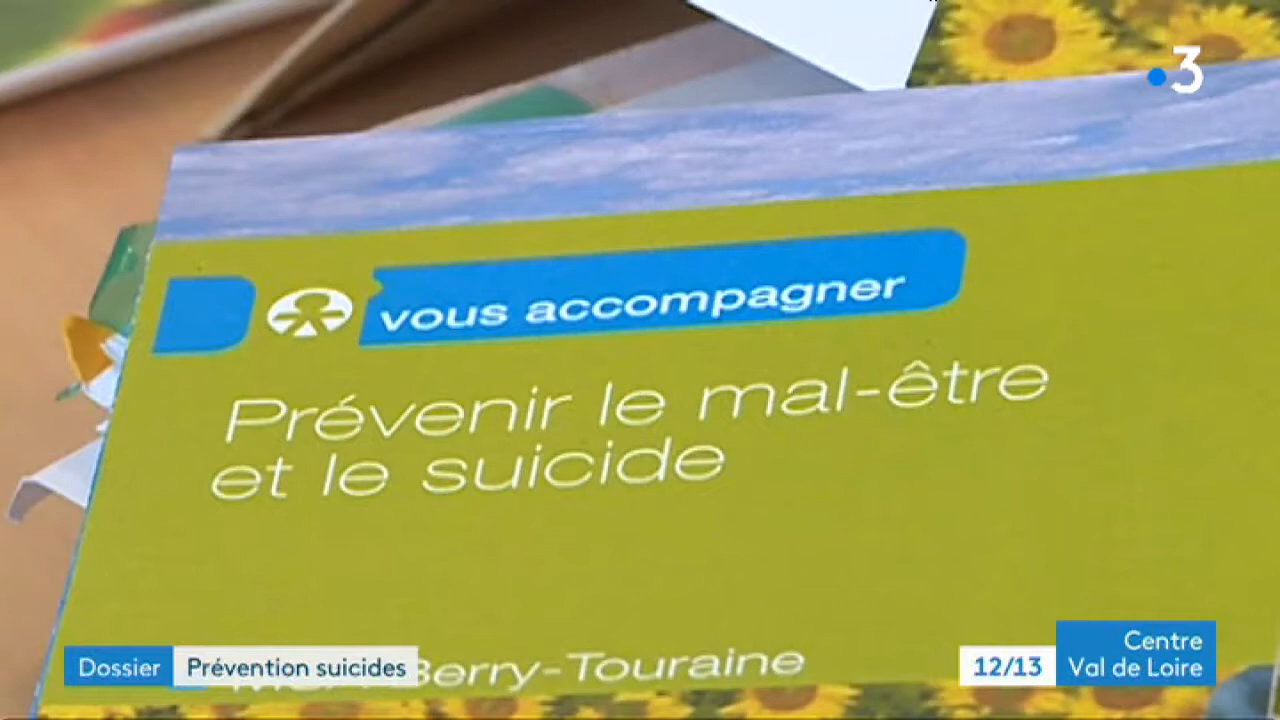 3
vous accompagner
Prévenir le mal-être
et le suicide
Berry-Touraine
Dossier
Prévention suicides
12/13
Centre
Val de Loire